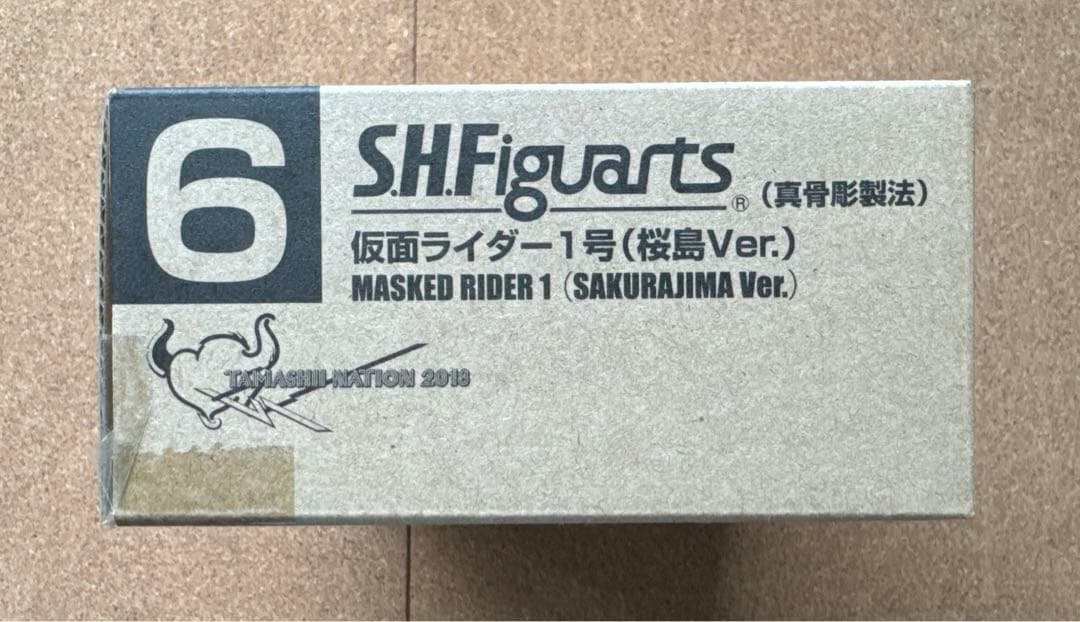 6
S.H.Figuarts® (真骨彫製法)
仮面ライダー1号(桜島Ver.)
MASKED RIDER 1 (SAKURAJIMA Ver.)
TAMASHII NATION 2018